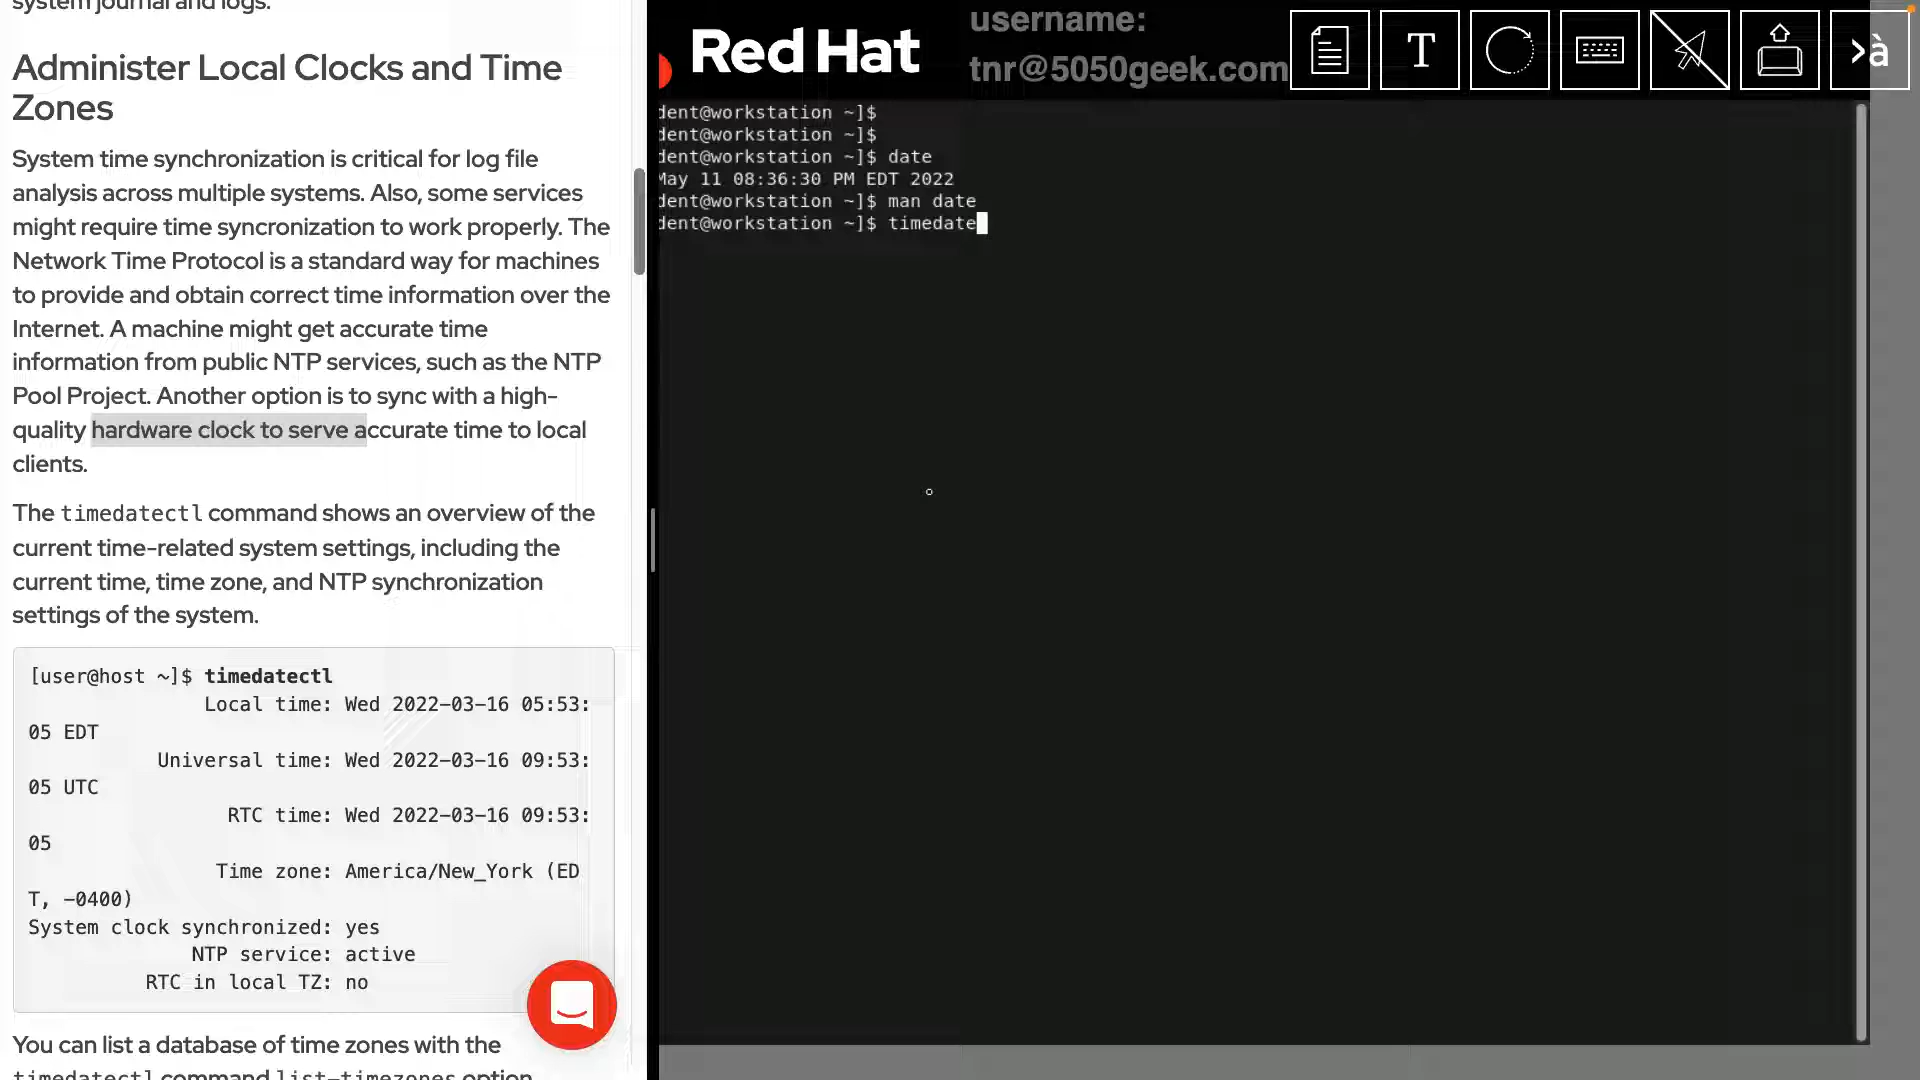 system journal and logs.
Administer Local Clocks and Time
Zones
System time synchronization is critical for log file
analysis across multiple systems. Also, some services
might require time syncronization to work properly. The
Network Time Protocol is a standard way for machines
to provide and obtain correct time information over the
Internet. A machine might get accurate time
information from public NTP services, such as the NTP
Pool Project. Another option is to sync with a high-
quality hardware clock to serve accurate time to local
clients.
The timedatectl command shows an overview of the
current time-related system settings, including the
current time, time zone, and NTP synchronization
settings of the system.
[user@host ~]$ timedatectl
Local time: Wed 2022-03-16 05:53:
05 EDT
Universal time: Wed 2022-03-16 09:53:
05 UTC
RTC time: Wed 2022-03-16 09:53:
05
Time zone: America/New_York (ED
T, -0400)
System clock synchronized: yes
NTP service: active
RTC in local TZ: no
You can list a database of time zones with the
timedatectl command list-timezones option
Red Hat
username:
tnr@5050geek.com
T
>à
dent@workstation ~]$
dent@workstation ~]$
dent@workstation ~]$ date
May 11 08:36:30 PM EDT 2022
dent@workstation ~]$ man date
dent@workstation ~]$ timedate